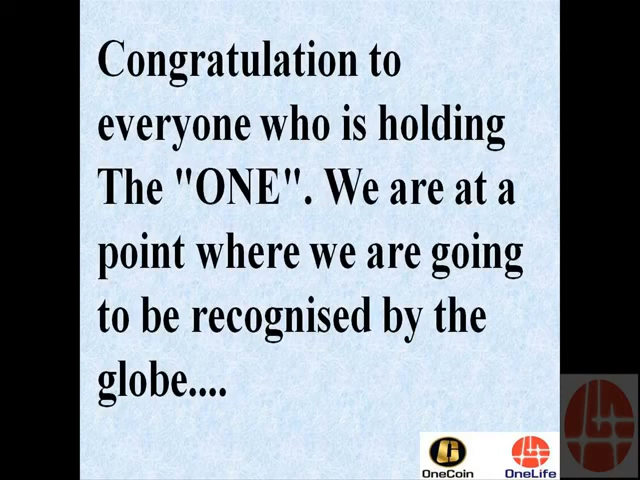 Congratulation to
everyone who is holding
The "ONE". We are at a
point where we are going
to be recognised by the
globe....
OneCoin
OneLife